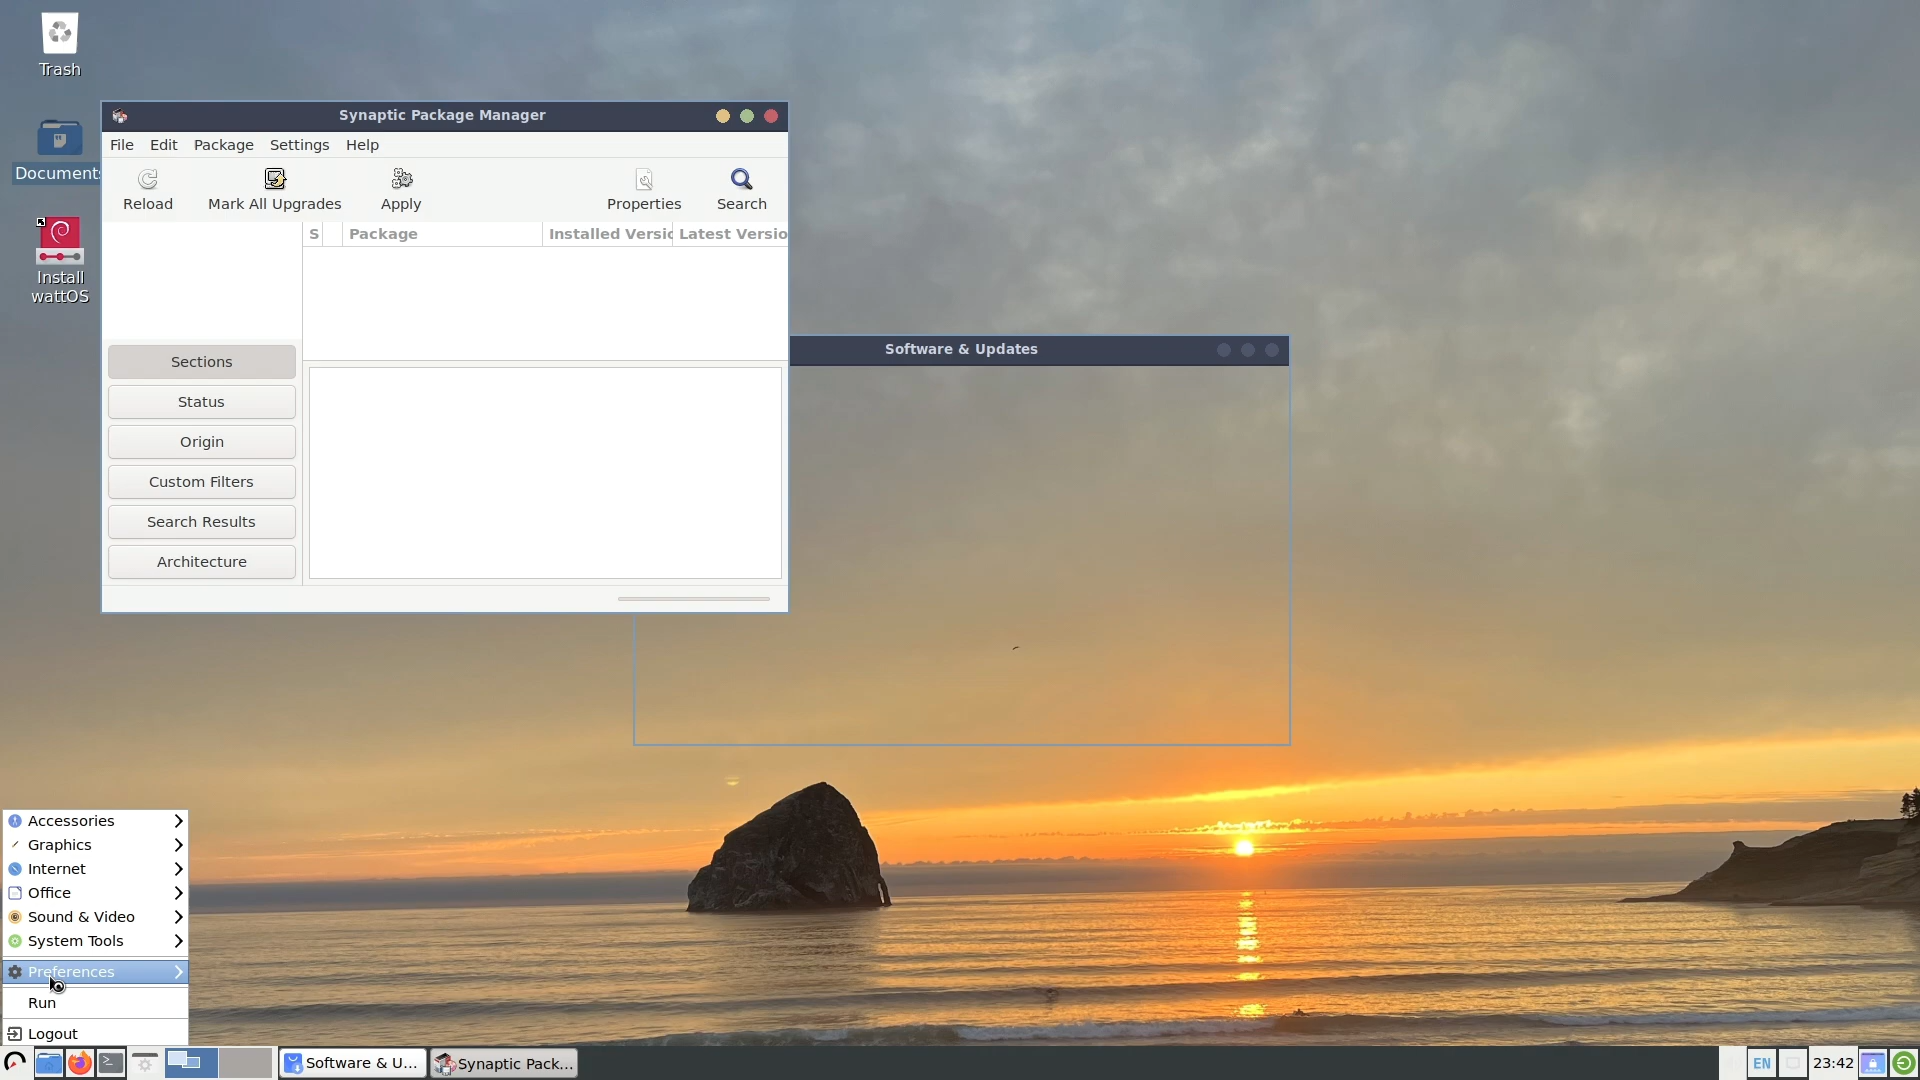 Trash
Documents
Install
wattOS
Synaptic Package Manager
File Edit Package Settings Help
Reload Mark All Upgrades Apply Properties Search
S Package Installed Versic Latest Versio
Sections
Status
Origin
Custom Filters
Search Results
Architecture
Software & Updates
Accessories
Graphics
Internet
Office
Sound & Video
System Tools
Preferences
Run
Logout
Software & U... Synaptic Pack... EN 23:42